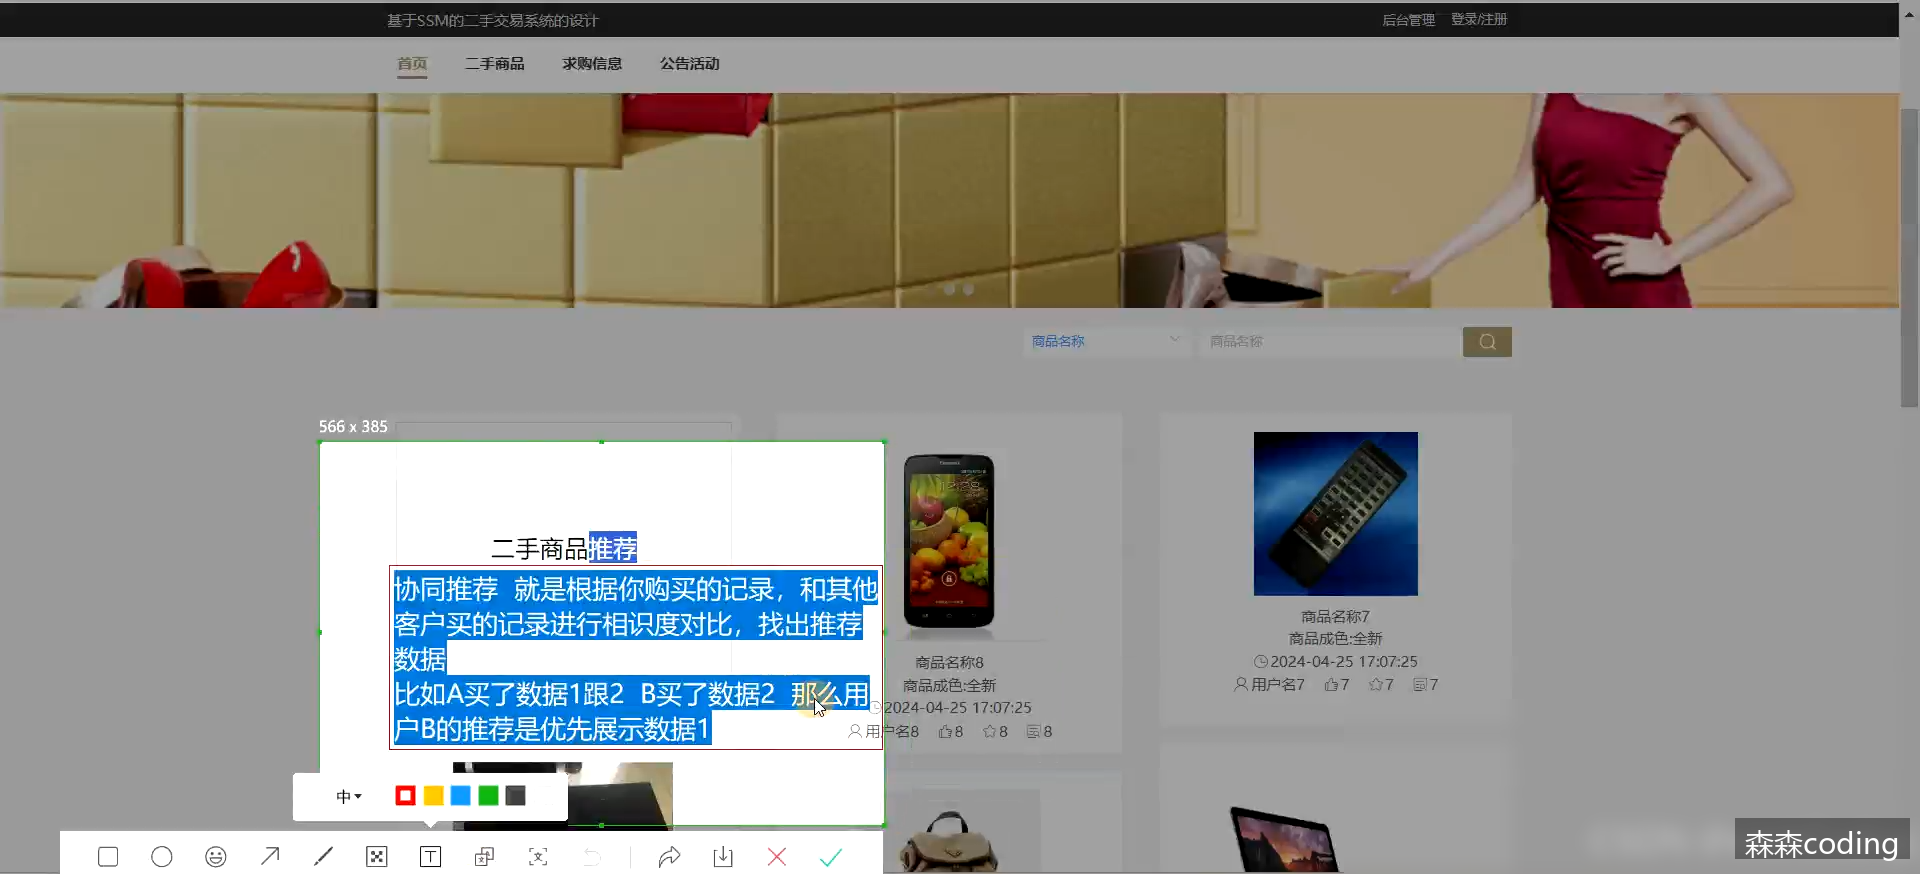 基于SSM的二手交易系统的设计
后台管理 登录/注册
首页 二手商品 求购信息 公告活动
商品名称 商品名称
566 x 385
二手商品推荐
协同推荐 就是根据你购买的记录，和其他
客户买的记录进行相识度对比，找出推荐
数据
比如A买了数据1跟2 B买了数据2 那么用
户B的推荐是优先展示数据1
商品名称8
商品成色:全新
2024-04-25 17:07:25
用户名8 8 8 8
商品名称7
商品成色:全新
2024-04-25 17:07:25
用户名7 7 7 7
中
T
森森coding